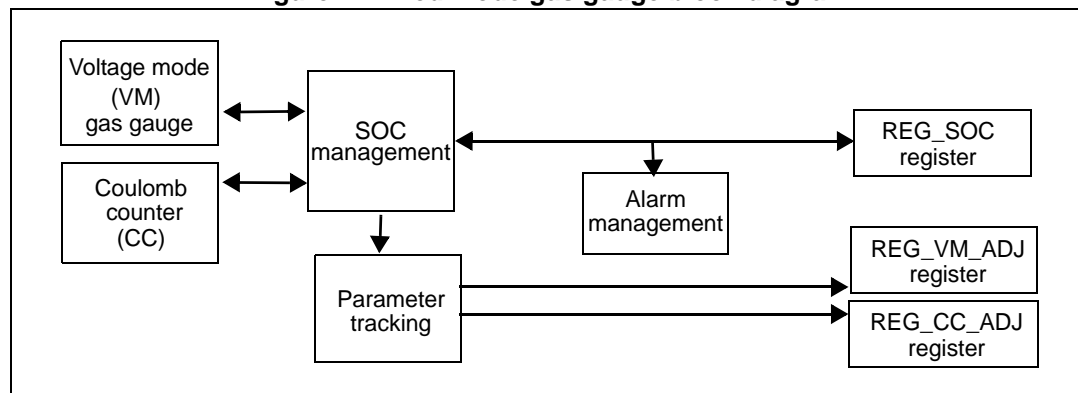 Voltage mode
(VM)
gas gauge
Coulomb
counter
(CC)
SOC
management
Parameter
tracking
Alarm
management
REG_SOC
register
REG_VM_ADJ
register
REG_CC_ADJ
register